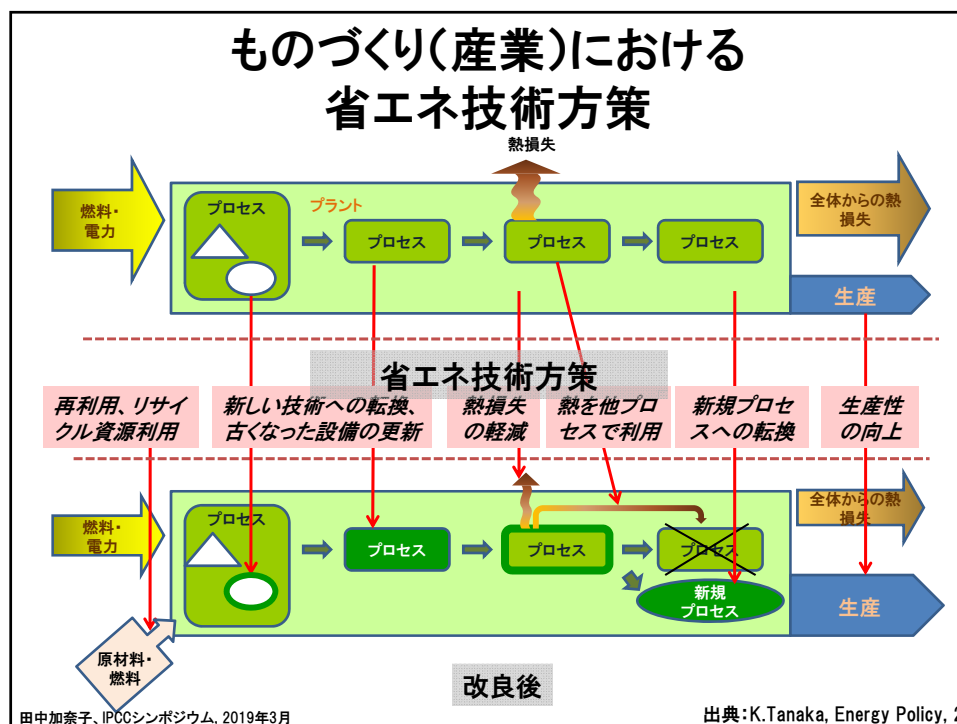 ものづくり（産業）における
省エネ技術方策
熱損失
燃料・
電力
プロセス
プラント
プロセス
プロセス
プロセス
全体からの熱
損失
生産
省エネ技術方策
再利用、リサイ
クル資源利用
新しい技術への転換、
古くなった設備の更新
熱損失
の軽減
熱を他プロ
セスで利用
新規プロセ
スへの転換
生産性
の向上
燃料・
電力
プロセス
プロセス
プロセス
プロセス
新規
プロセス
全体からの熱
損失
生産
原材料・
燃料
改良後
田中加奈子、IPCCシンポジウム, 2019年3月
出典：K.Tanaka, Energy Policy,